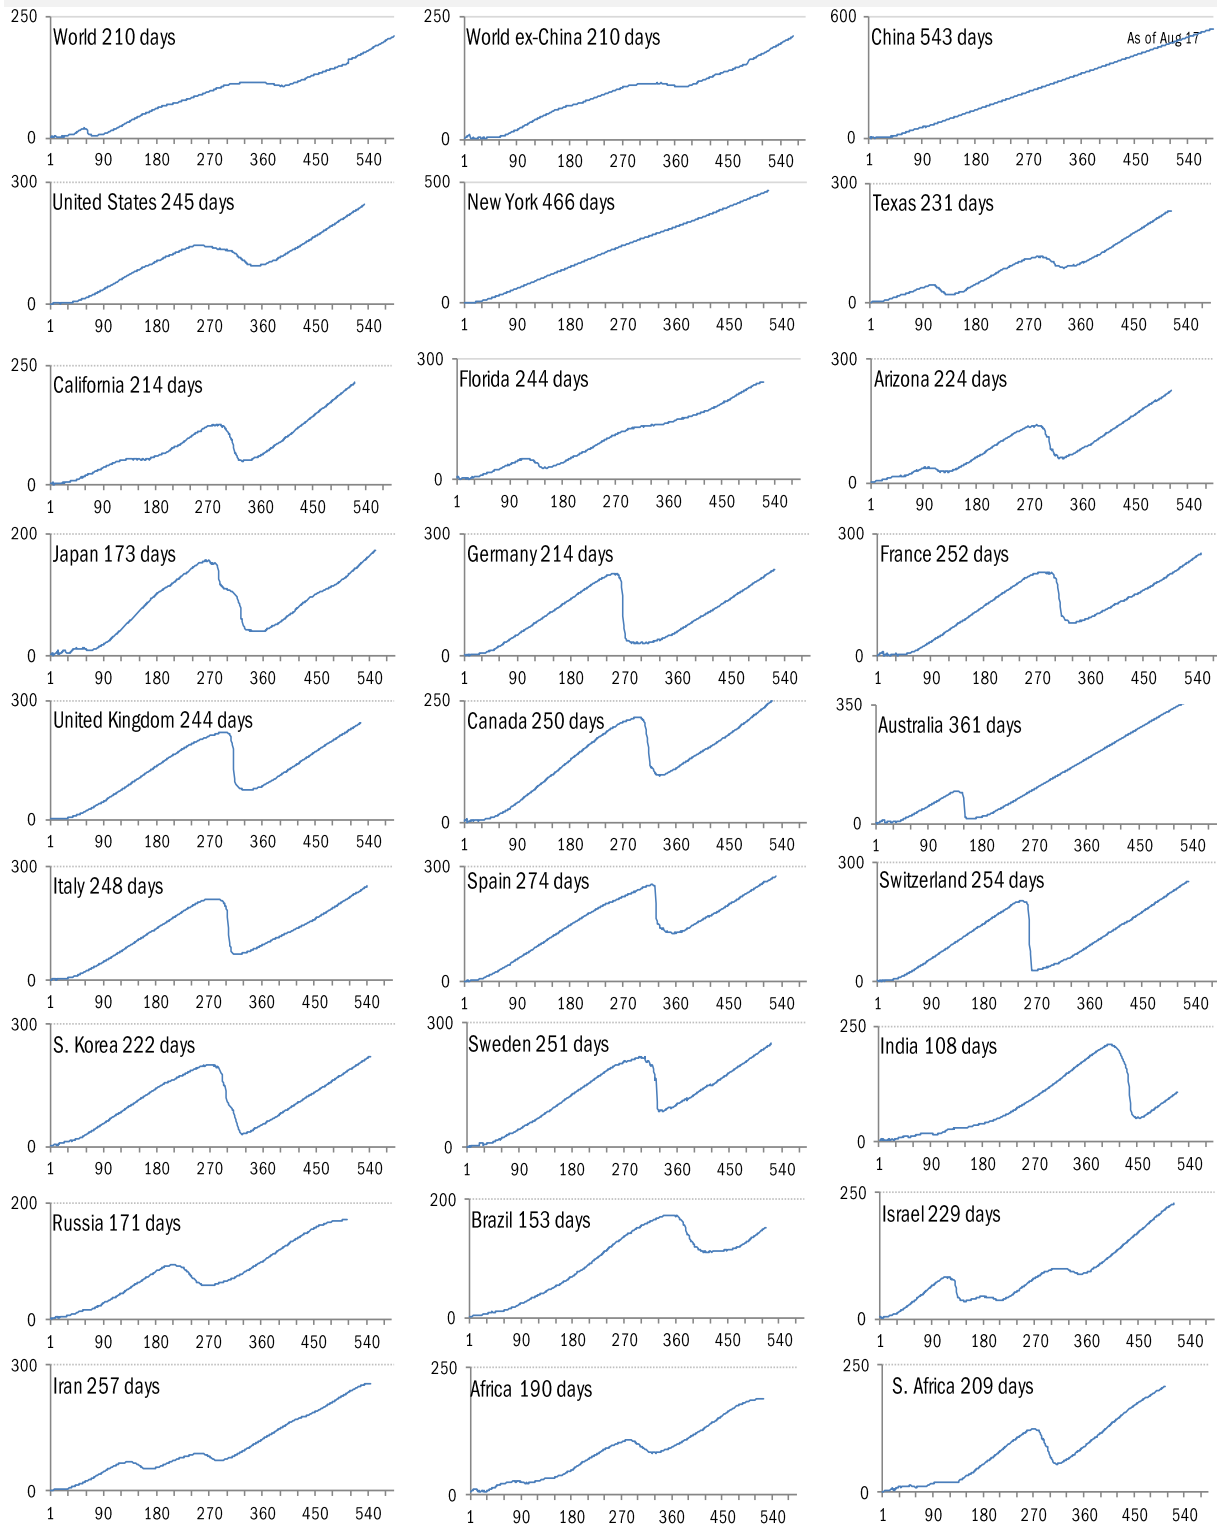 250
World 210 days
0
1 90 180 270 360 450 540
250
World ex-China 210 days
0
1 90 180 270 360 450 540
600
China 543 days
As of Aug 17
0
1 90 180 270 360 450 540
300
United States 245 days
0
1 90 180 270 360 450 540
500
New York 466 days
0
1 90 180 270 360 450 540
300
Texas 231 days
0
1 90 180 270 360 450 540
250
California 214 days
0
1 90 180 270 360 450 540
300
Florida 244 days
0
1 90 180 270 360 450 540
300
Arizona 224 days
0
1 90 180 270 360 450 540
200
Japan 173 days
0
1 90 180 270 360 450 540
300
Germany 214 days
0
1 90 180 270 360 450 540
300
France 252 days
0
1 90 180 270 360 450 540
300
United Kingdom 244 days
0
1 90 180 270 360 450 540
250
Canada 250 days
0
1 90 180 270 360 450 540
350
Australia 361 days
0
1 90 180 270 360 450 540
300
Italy 248 days
0
1 90 180 270 360 450 540
300
Spain 274 days
0
1 90 180 270 360 450 540
300
Switzerland 254 days
0
1 90 180 270 360 450 540
300
S. Korea 222 days
0
1 90 180 270 360 450 540
300
Sweden 251 days
0
1 90 180 270 360 450 540
250
India 108 days
0
1 90 180 270 360 450 540
200
Russia 171 days
0
1 90 180 270 360 450 540
200
Brazil 153 days
0
1 90 180 270 360 450 540
250
Israel 229 days
0
1 90 180 270 360 450 540
300
Iran 257 days
0
1 90 180 270 360 450 540
250
Africa 190 days
0
1 90 180 270 360 450 540
250
S. Africa 209 days
0
1 90 180 270 360 450 540